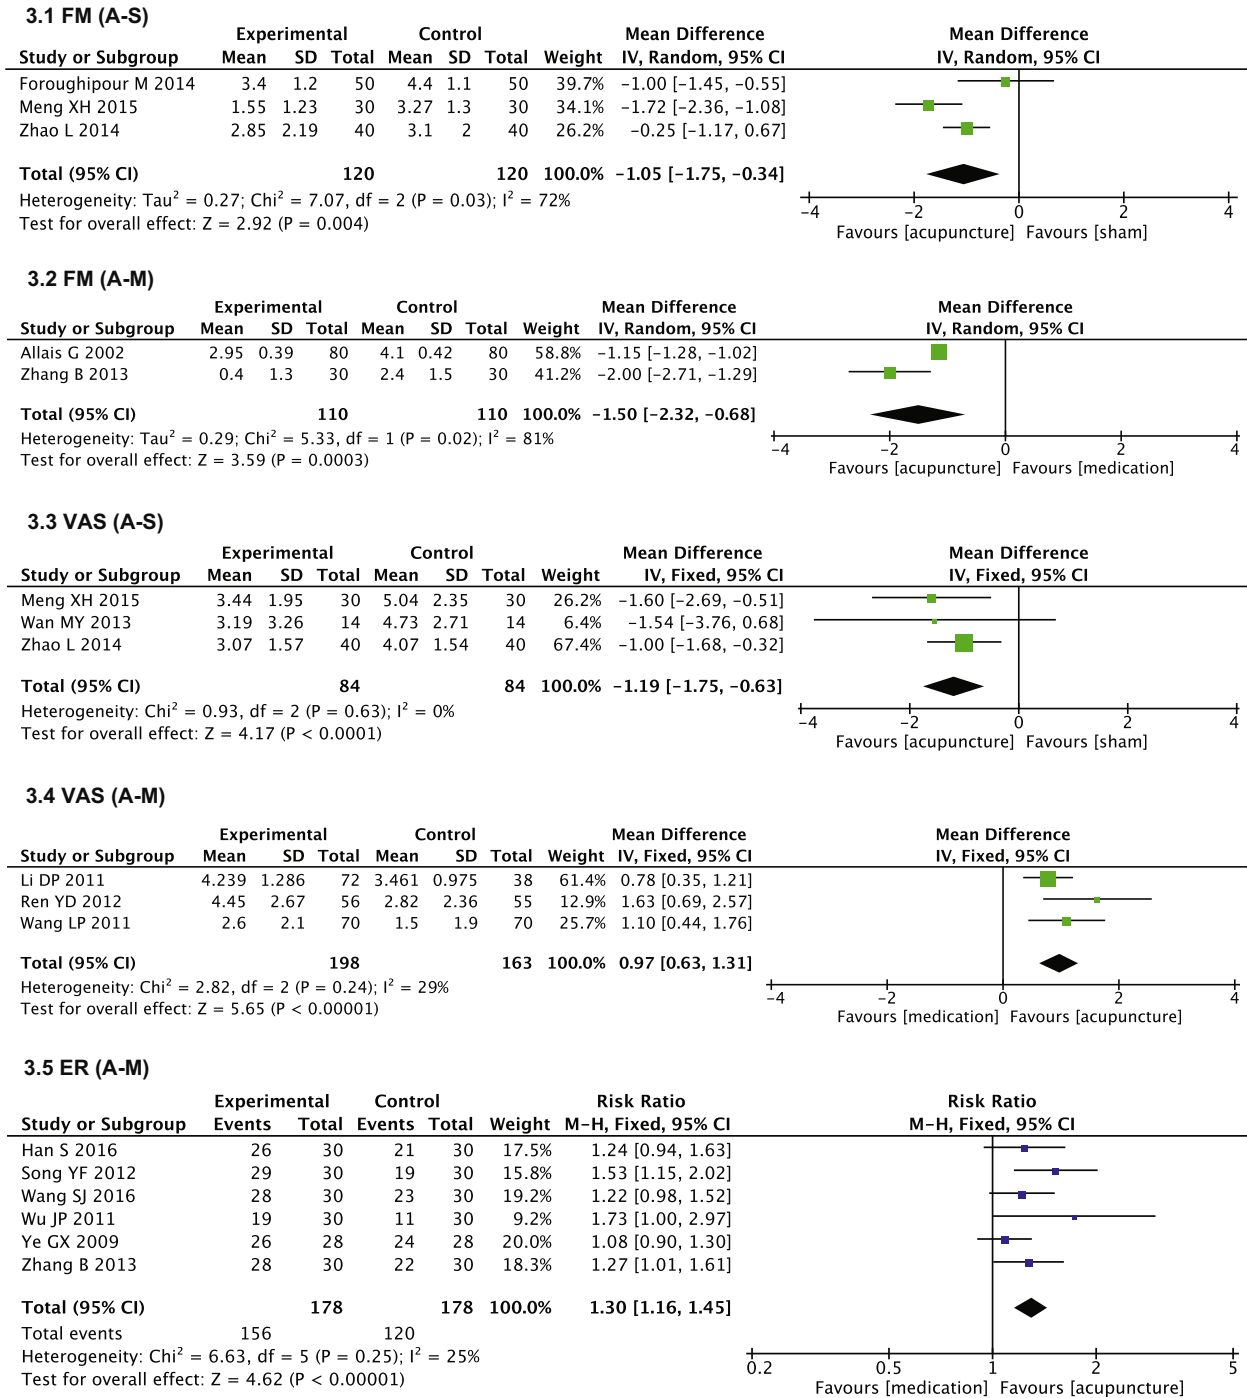 3.1 FM (A-S)
Experimental Control Mean Difference Mean Difference
Study or Subgroup Mean SD Total Mean SD Total Weight IV, Random, 95% CI IV, Random, 95% CI
Foroughipour M 2014 3.4 1.2 50 4.4 1.1 50 39.7% −1.00 [−1.45, −0.55]
Meng XH 2015 1.55 1.23 30 3.27 1.3 30 34.1% −1.72 [−2.36, −1.08]
Zhao L 2014 2.85 2.19 40 3.1 2 40 26.2% −0.25 [−1.17, 0.67]
Total (95% CI) 120 120 100.0% −1.05 [−1.75, −0.34]
Heterogeneity: Tau² = 0.27; Chi² = 7.07, df = 2 (P = 0.03); I² = 72%
Test for overall effect: Z = 2.92 (P = 0.004)
−4 −2 0 2 4
Favours [acupuncture] Favours [sham]
3.2 FM (A-M)
Experimental Control Mean Difference Mean Difference
Study or Subgroup Mean SD Total Mean SD Total Weight IV, Random, 95% CI IV, Random, 95% CI
Allais G 2002 2.95 0.39 80 4.1 0.42 80 58.8% −1.15 [−1.28, −1.02]
Zhang B 2013 0.4 1.3 30 2.4 1.5 30 41.2% −2.00 [−2.71, −1.29]
Total (95% CI) 110 110 100.0% −1.50 [−2.32, −0.68]
Heterogeneity: Tau² = 0.29; Chi² = 5.33, df = 1 (P = 0.02); I² = 81%
Test for overall effect: Z = 3.59 (P = 0.0003)
−4 −2 0 2 4
Favours [acupuncture] Favours [medication]
3.3 VAS (A-S)
Experimental Control Mean Difference Mean Difference
Study or Subgroup Mean SD Total Mean SD Total Weight IV, Fixed, 95% CI IV, Fixed, 95% CI
Meng XH 2015 3.44 1.95 30 5.04 2.35 30 26.2% −1.60 [−2.69, −0.51]
Wan MY 2013 3.19 3.26 14 4.73 2.71 14 6.4% −1.54 [−3.76, 0.68]
Zhao L 2014 3.07 1.57 40 4.07 1.54 40 67.4% −1.00 [−1.68, −0.32]
Total (95% CI) 84 84 100.0% −1.19 [−1.75, −0.63]
Heterogeneity: Chi² = 0.93, df = 2 (P = 0.63); I² = 0%
Test for overall effect: Z = 4.17 (P < 0.0001)
−4 −2 0 2 4
Favours [acupuncture] Favours [sham]
3.4 VAS (A-M)
Experimental Control Mean Difference Mean Difference
Study or Subgroup Mean SD Total Mean SD Total Weight IV, Fixed, 95% CI IV, Fixed, 95% CI
Li DP 2011 4.239 1.286 72 3.461 0.975 38 61.4% 0.78 [0.35, 1.21]
Ren YD 2012 4.45 2.67 56 2.82 2.36 55 12.9% 1.63 [0.69, 2.57]
Wang LP 2011 2.6 2.1 70 1.5 1.9 70 25.7% 1.10 [0.44, 1.76]
Total (95% CI) 198 163 100.0% 0.97 [0.63, 1.31]
Heterogeneity: Chi² = 2.82, df = 2 (P = 0.24); I² = 29%
Test for overall effect: Z = 5.65 (P < 0.00001)
−4 −2 0 2 4
Favours [medication] Favours [acupuncture]
3.5 ER (A-M)
Experimental Control Risk Ratio Risk Ratio
Study or Subgroup Events Total Events Total Weight M−H, Fixed, 95% CI M−H, Fixed, 95% CI
Han S 2016 26 30 21 30 17.5% 1.24 [0.94, 1.63]
Song YF 2012 29 30 19 30 15.8% 1.53 [1.15, 2.02]
Wang SJ 2016 28 30 23 30 19.2% 1.22 [0.98, 1.52]
Wu JP 2011 19 30 11 30 9.2% 1.73 [1.00, 2.97]
Ye GX 2009 26 28 24 28 20.0% 1.08 [0.90, 1.30]
Zhang B 2013 28 30 22 30 18.3% 1.27 [1.01, 1.61]
Total (95% CI) 178 178 100.0% 1.30 [1.16, 1.45]
Total events 156 120
Heterogeneity: Chi² = 6.63, df = 5 (P = 0.25); I² = 25%
Test for overall effect: Z = 4.62 (P < 0.00001)
0.2 0.5 1 2 5
Favours [medication] Favours [acupuncture]